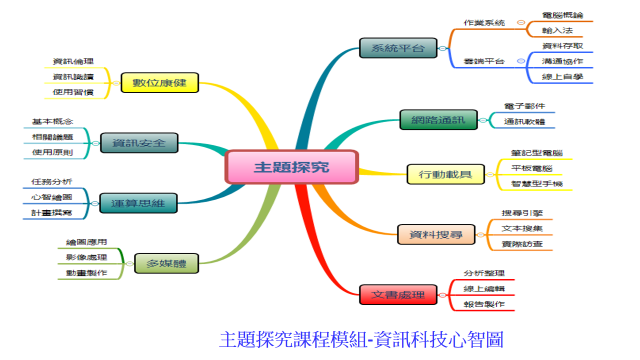 主題探究
系統平台
作業系統
電腦概論
輸入法
雲端平台
資料存取
溝通協作
線上自學
網路通訊
電子郵件
通訊軟體
行動載具
筆記型電腦
平板電腦
智慧型手機
資料搜尋
搜尋引擎
文本搜集
實際訪查
文書處理
分析整理
線上編輯
報告製作
數位康健
資訊倫理
資訊識讀
使用習慣
資訊安全
基本概念
相關議題
使用原則
運算思維
任務分析
心智繪圖
計畫撰寫
多媒體
繪圖應用
影像處理
動畫製作
主題探究課程模組-資訊科技心智圖